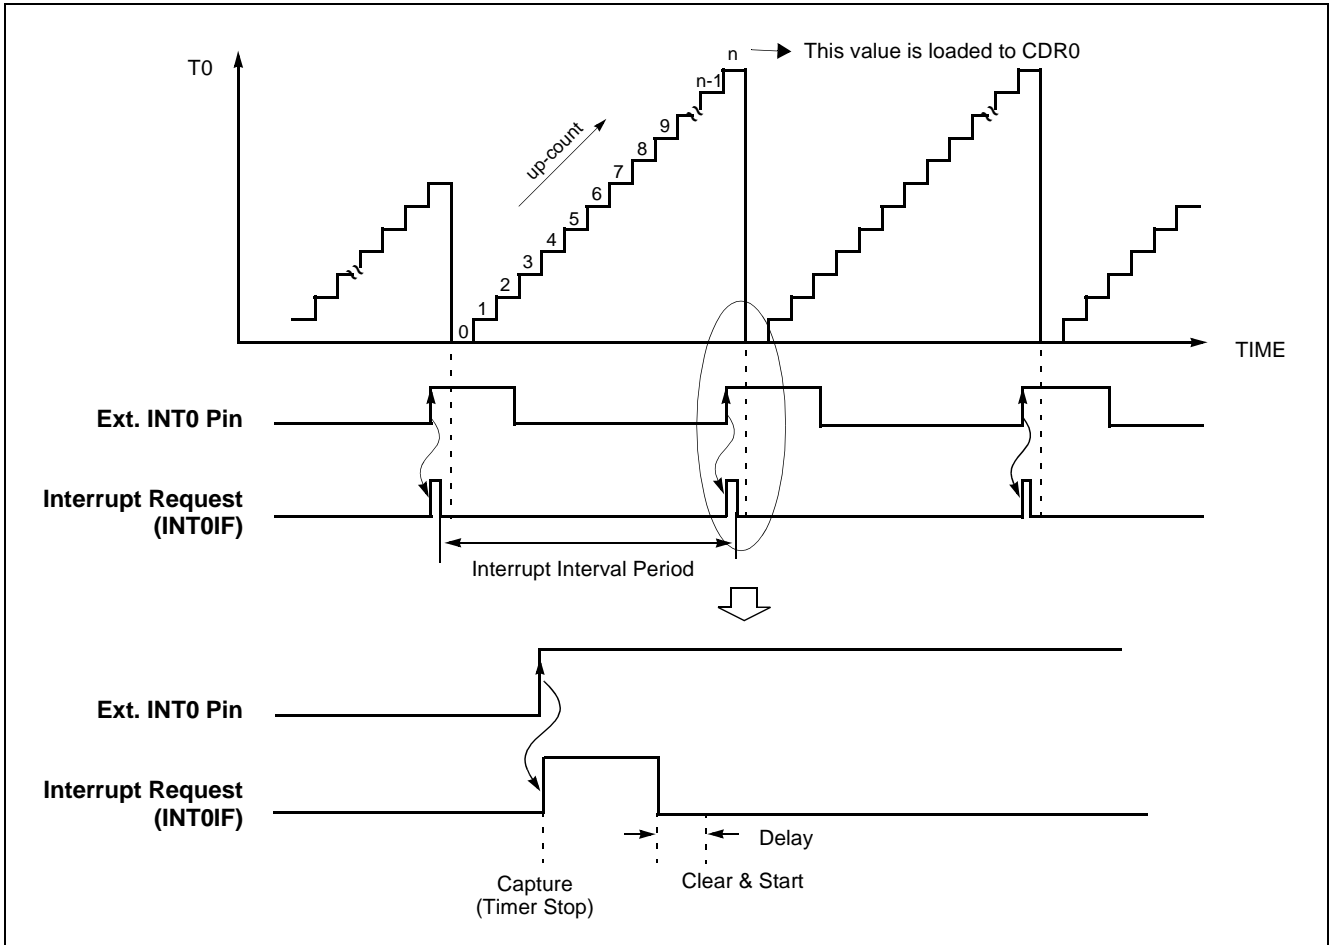 T0
n
This value is loaded to CDR0
n-1
up-count
9
8
7
6
5
4
3
2
1
0
TIME
Ext. INT0 Pin
Interrupt Request
(INT0IF)
Interrupt Interval Period
Ext. INT0 Pin
Interrupt Request
(INT0IF)
Delay
Capture
(Timer Stop)
Clear & Start